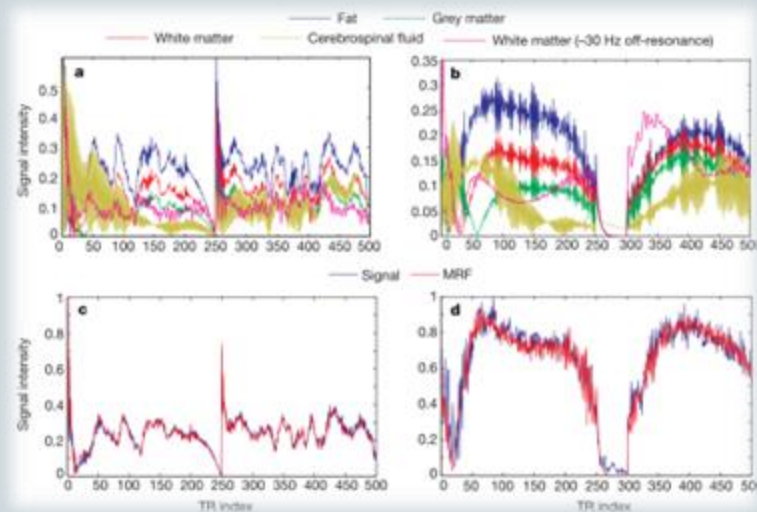 Fat Grey matter
White matter Cerebrospinal fluid White matter (–30 Hz off-resonance)
a
Signal intensity
0.5
0.4
0.3
0.2
0.1
0
0 50 100 150 200 250 300 350 400 450 500
b
0.35
0.30
0.25
0.2
0.15
0.1
0.05
0
0 50 100 150 200 250 300 350 400 450 500
Signal MRF
c
Signal intensity
1
0.8
0.6
0.4
0.2
0
0 50 100 150 200 250 300 350 400 450 500
TR index
d
1
0.8
0.6
0.4
0.2
0
0 50 100 150 200 250 300 350 400 450 500
TR index